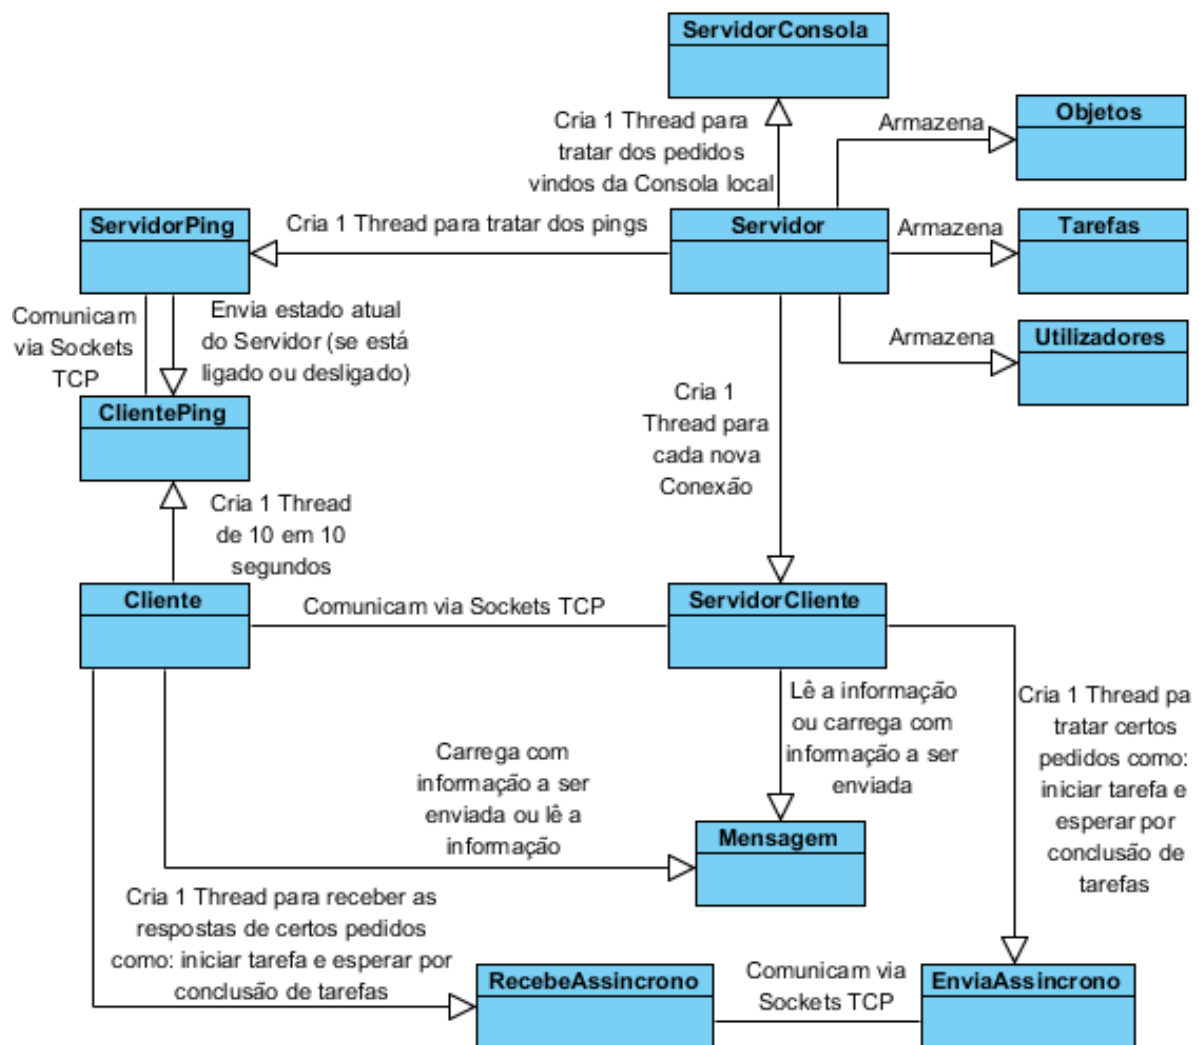 ServidorConsola
Cria 1 Thread para
tratar dos pedidos
vindos da Consola local
Armazena
Objetos
ServidorPing
Cria 1 Thread para tratar dos pings
Servidor
Armazena
Tarefas
Comunicam
via Sockets
TCP
Envia estado atual
do Servidor (se está
ligado ou desligado)
Armazena
Utilizadores
ClientePing
Cria 1
Thread para
cada nova
Conexão
Cria 1 Thread
de 10 em 10
segundos
Cliente
Comunicam via Sockets TCP
ServidorCliente
Lê a informação
ou carrega com
informação a ser
enviada
Cria 1 Thread pa
tratar certos
pedidos como:
iniciar tarefa e
esperar por
conclusão de
tarefas
Carrega com
informação a ser
enviada ou lê a
informação
Mensagem
Cria 1 Thread para receber as
respostas de certos pedidos
como: iniciar tarefa e esperar por
conclusão de tarefas
RecebeAssincrono
Comunicam via
Sockets TCP
EnviaAssincrono